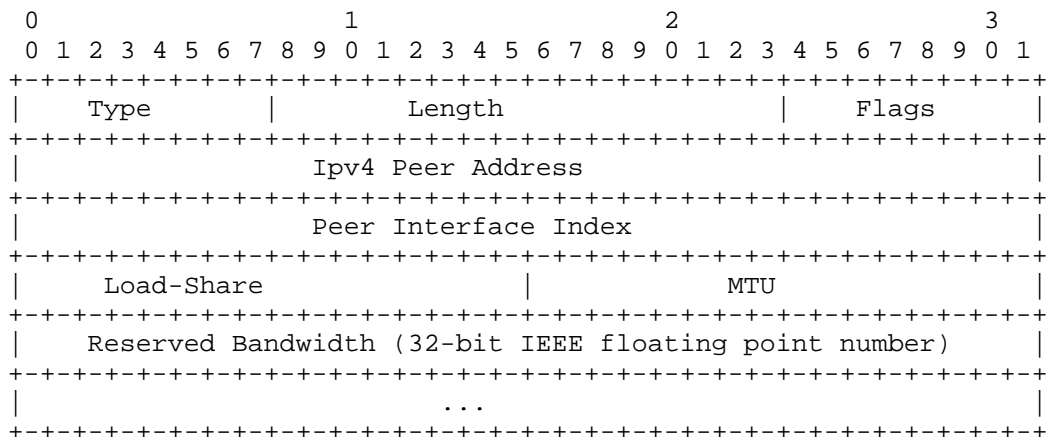 0                   1                   2                   3
 0 1 2 3 4 5 6 7 8 9 0 1 2 3 4 5 6 7 8 9 0 1 2 3 4 5 6 7 8 9 0 1
+-+-+-+-+-+-+-+-+-+-+-+-+-+-+-+-+-+-+-+-+-+-+-+-+-+-+-+-+-+-+-+-+
|    Type       |        Length                 |    Flags      |
+-+-+-+-+-+-+-+-+-+-+-+-+-+-+-+-+-+-+-+-+-+-+-+-+-+-+-+-+-+-+-+-+
|                  Ipv4 Peer Address                            |
+-+-+-+-+-+-+-+-+-+-+-+-+-+-+-+-+-+-+-+-+-+-+-+-+-+-+-+-+-+-+-+-+
|                  Peer Interface Index                         |
+-+-+-+-+-+-+-+-+-+-+-+-+-+-+-+-+-+-+-+-+-+-+-+-+-+-+-+-+-+-+-+-+
|     Load-Share                |            MTU                |
+-+-+-+-+-+-+-+-+-+-+-+-+-+-+-+-+-+-+-+-+-+-+-+-+-+-+-+-+-+-+-+-+
|    Reserved Bandwidth (32-bit IEEE floating point number)     |
+-+-+-+-+-+-+-+-+-+-+-+-+-+-+-+-+-+-+-+-+-+-+-+-+-+-+-+-+-+-+-+-+
|                          ...                                  |
+-+-+-+-+-+-+-+-+-+-+-+-+-+-+-+-+-+-+-+-+-+-+-+-+-+-+-+-+-+-+-+-+